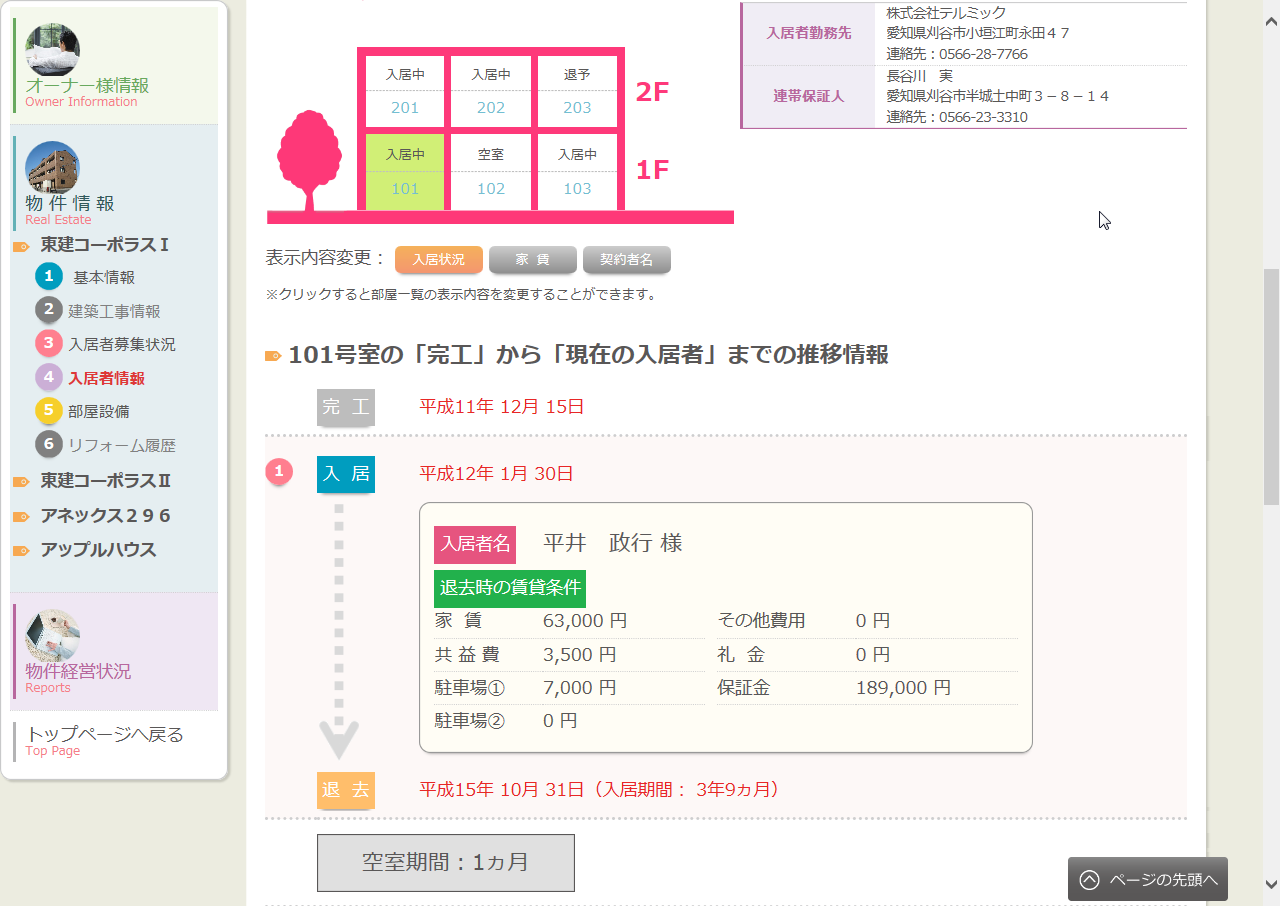 オーナー様情報
Owner Information
物 件 情 報
Real Estate
東建コーポラスⅠ
1 基本情報
2 建築工事情報
3 入居者募集状況
4 入居者情報
5 部屋設備
6 リフォーム履歴
東建コーポラスⅡ
アネックス２９６
アップルハウス
物件経営状況
Reports
トップページへ戻る
Top Page
入居中 入居中 退予
201 202 203 2F
入居中 空室 入居中
101 102 103 1F
入居者勤務先
株式会社テルミック
愛知県刈谷市小垣江町永田４７
連絡先：0566-28-7766
連帯保証人
長谷川　実
愛知県刈谷市半城土中町３－８－１４
連絡先：0566-23-3310
表示内容変更： 入居状況 家 賃 契約者名
※クリックすると部屋一覧の表示内容を変更することができます。
101号室の「完工」から「現在の入居者」までの推移情報
完 工 平成11年 12月 15日
1 入 居 平成12年 1月 30日
入居者名 平井　政行 様
退去時の賃貸条件
家 賃 63,000 円 その他費用 0 円
共 益 費 3,500 円 礼 金 0 円
駐車場① 7,000 円 保証金 189,000 円
駐車場② 0 円
退 去 平成15年 10月 31日（入居期間： 3年9ヵ月）
空室期間：1ヵ月
ページの先頭へ